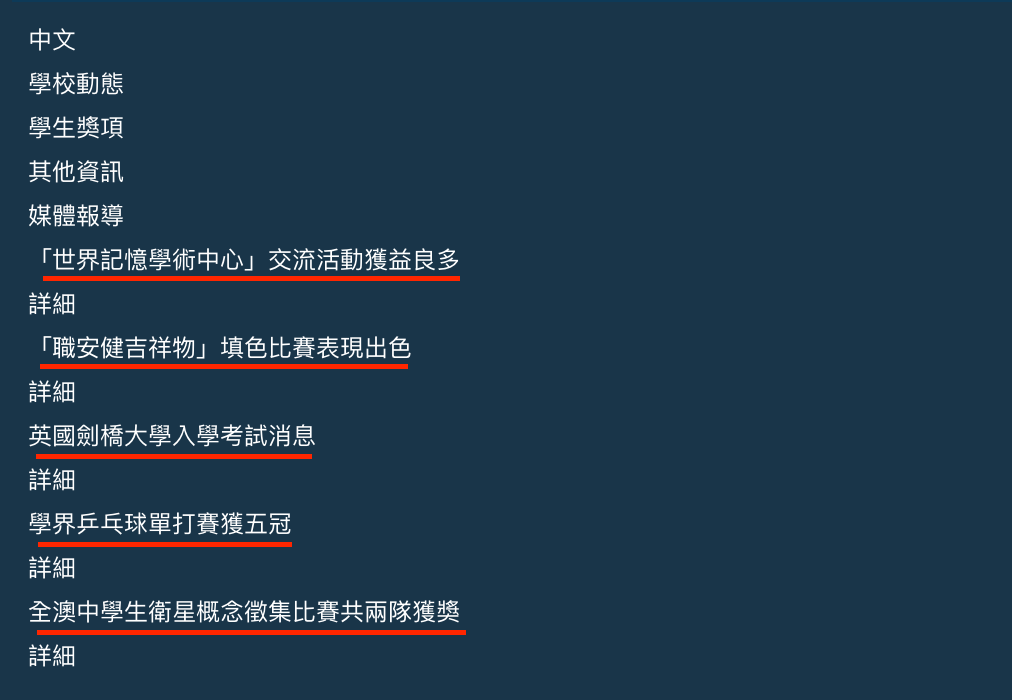 中文
學校動態
學生獎項
其他資訊
媒體報導
「世界記憶學術中心」交流活動獲益良多
詳細
「職安健吉祥物」填色比賽表現出色
詳細
英國劍橋大學入學考試消息
詳細
學界乒乓球單打賽獲五冠
詳細
全澳中學生衛星概念徵集比賽共兩隊獲獎
詳細